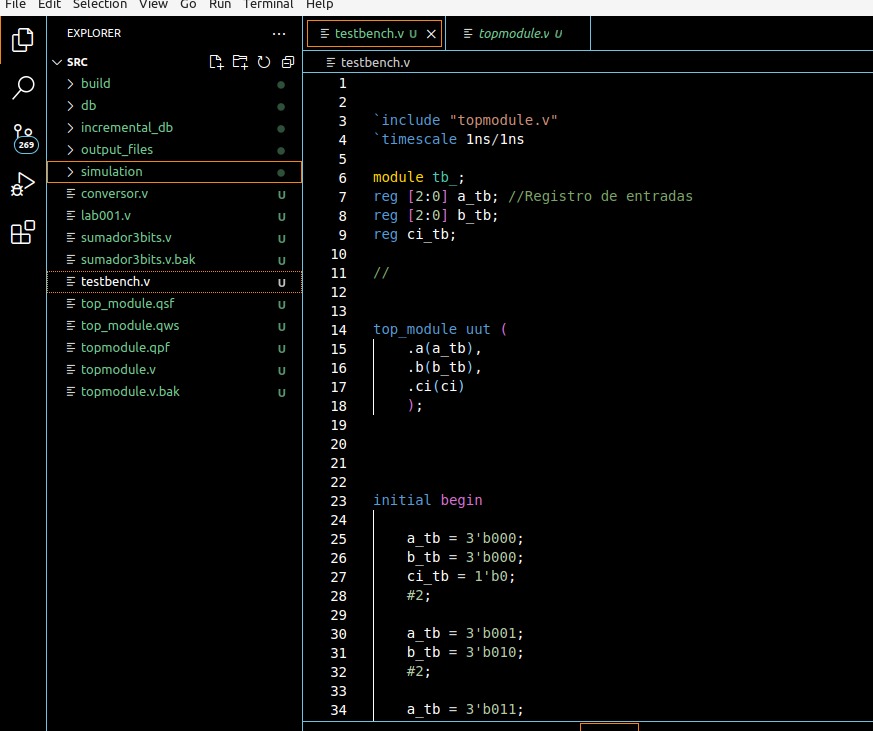 File Edit Selection View Go Run Terminal Help
EXPLORER
SRC
build
db
incremental_db
output_files
simulation
conversor.v U
lab001.v U
sumador3bits.v U
sumador3bits.v.bak U
testbench.v U
top_module.qsf U
top_module.qws U
topmodule.qpf U
topmodule.v U
topmodule.v.bak U
269
testbench.v U
topmodule.v U
testbench.v
1
2
3 `include "topmodule.v"
4 `timescale 1ns/1ns
5
6 module tb_;
7 reg [2:0] a_tb; //Registro de entradas
8 reg [2:0] b_tb;
9 reg ci_tb;
10
11 //
12
13
14 top_module uut (
15 .a(a_tb),
16 .b(b_tb),
17 .ci(ci)
18 );
19
20
21
22
23 initial begin
24
25 a_tb = 3'b000;
26 b_tb = 3'b000;
27 ci_tb = 1'b0;
28 #2;
29
30 a_tb = 3'b001;
31 b_tb = 3'b010;
32 #2;
33
34 a_tb = 3'b011;